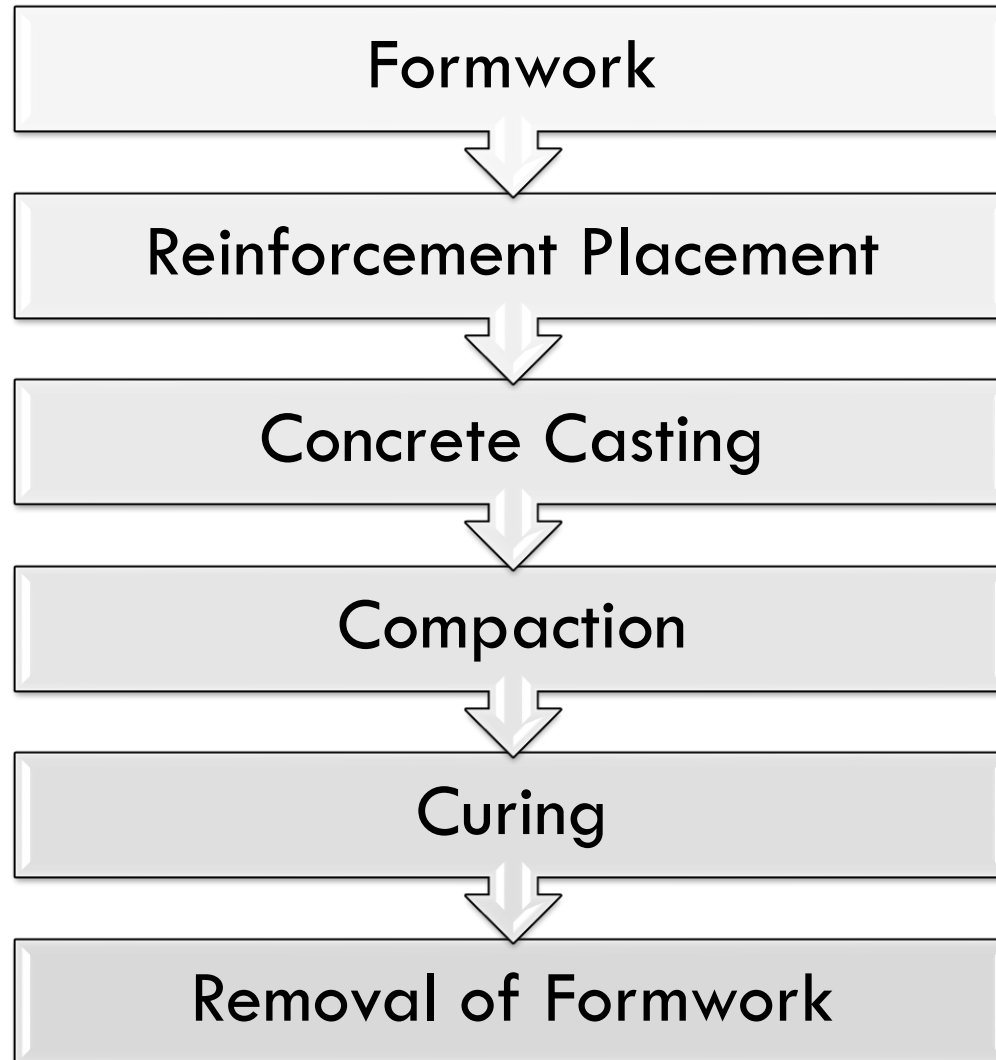 Formwork
Reinforcement Placement
Concrete Casting
Compaction
Curing
Removal of Formwork